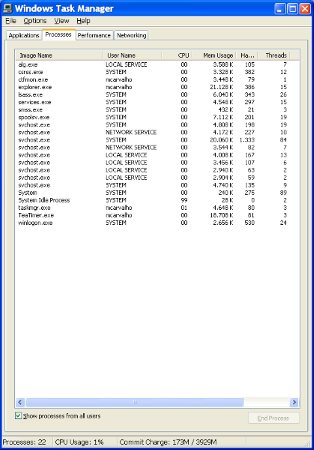 Windows Task Manager
File Options View Help
Applications Processes Performance Networking
Image Name User Name CPU Mem Usage Ha... Threads
alg.exe LOCAL SERVICE 00 3.588 K 105 7
csrss.exe SYSTEM 00 3.328 K 382 12
ctfmon.exe mcarvalho 00 3.448 K 79 1
explorer.exe mcarvalho 00 21.128 K 386 15
lsass.exe SYSTEM 00 6.040 K 343 26
services.exe SYSTEM 00 4.548 K 297 15
smss.exe SYSTEM 00 432 K 21 3
spoolsv.exe SYSTEM 00 7.112 K 201 19
svchost.exe SYSTEM 00 4.808 K 198 19
svchost.exe NETWORK SERVICE 00 4.172 K 227 10
svchost.exe SYSTEM 00 20.060 K 1.333 84
svchost.exe NETWORK SERVICE 00 3.544 K 82 7
svchost.exe LOCAL SERVICE 00 4.008 K 167 13
svchost.exe LOCAL SERVICE 00 3.456 K 107 6
svchost.exe LOCAL SERVICE 00 2.940 K 63 2
svchost.exe LOCAL SERVICE 00 2.904 K 59 2
svchost.exe SYSTEM 00 4.740 K 135 9
System SYSTEM 00 240 K 275 89
System Idle Process SYSTEM 99 28 K 0 2
taskmgr.exe mcarvalho 01 4.648 K 80 3
TeaTimer.exe mcarvalho 00 18.708 K 81 3
winlogon.exe SYSTEM 00 2.656 K 530 24
Show processes from all users
End Process
Processes: 22 CPU Usage: 1% Commit Charge: 173M / 3929M